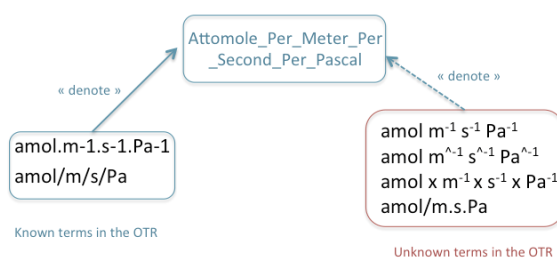 Attomole_Per_Meter_Per
_Second_Per_Pascal
« denote »
« denote »
amol.m-1.s-1.Pa-1
amol/m/s/Pa
Known terms in the OTR
amol m⁻¹ s⁻¹ Pa⁻¹
amol m^⁻¹ s^⁻¹ Pa^⁻¹
amol x m⁻¹ x s⁻¹ x Pa⁻¹
amol/m.s.Pa
Unknown terms in the OTR